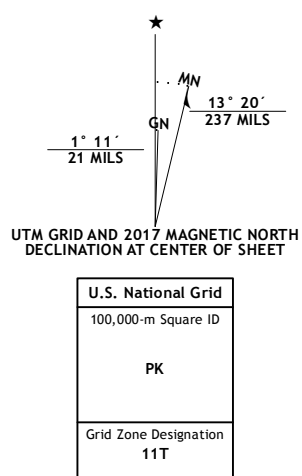 ★
MN
GN
13° 20´
237 MILS
1° 11´
21 MILS
UTM GRID AND 2017 MAGNETIC NORTH
DECLINATION AT CENTER OF SHEET
U.S. National Grid
100,000-m Square ID
PK
Grid Zone Designation
11T